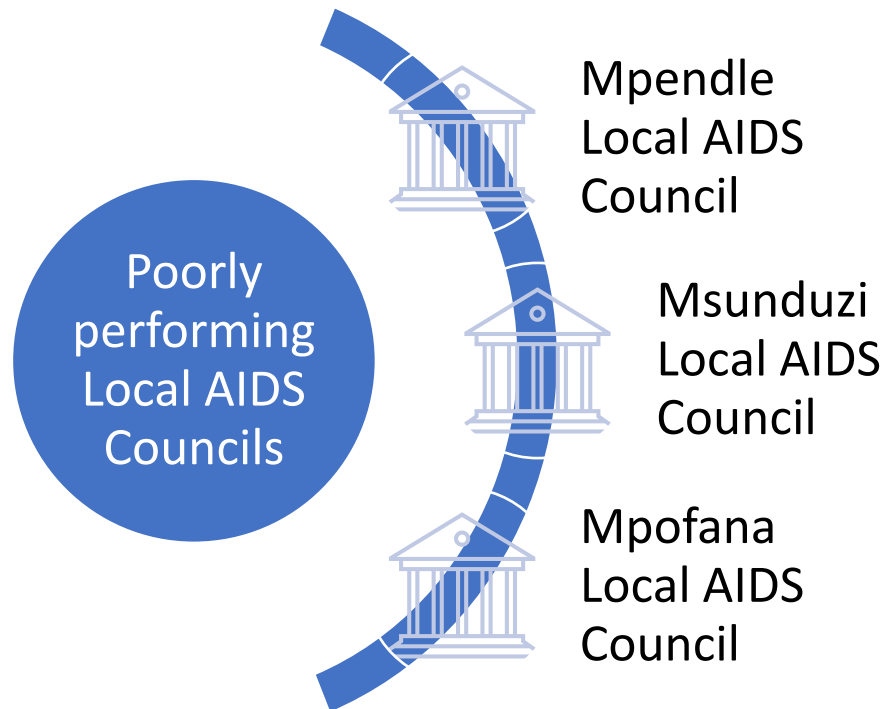 Poorly
performing
Local AIDS
Councils
Mpendle
Local AIDS
Council
Msunduzi
Local AIDS
Council
Mpofana
Local AIDS
Council